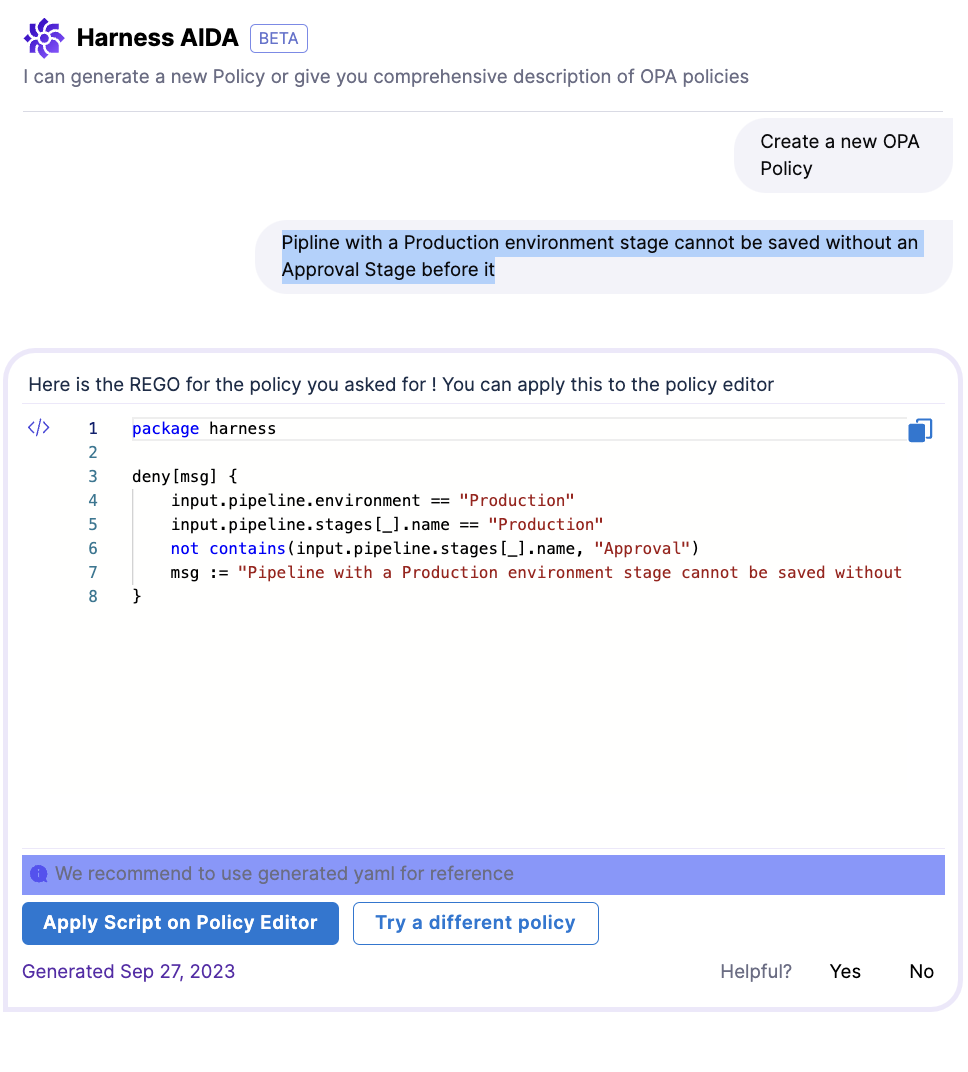 Harness AIDA BETA
I can generate a new Policy or give you comprehensive description of OPA policies
Create a new OPA
Policy
Pipline with a Production environment stage cannot be saved without an
Approval Stage before it
Here is the REGO for the policy you asked for ! You can apply this to the policy editor
</> 1 package harness
2
3 deny[msg] {
4     input.pipeline.environment == "Production"
5     input.pipeline.stages[_].name == "Production"
6     not contains(input.pipeline.stages[_].name, "Approval")
7     msg := "Pipeline with a Production environment stage cannot be saved without
8 }
We recommend to use generated yaml for reference
Apply Script on Policy Editor Try a different policy
Generated Sep 27, 2023 Helpful? Yes No